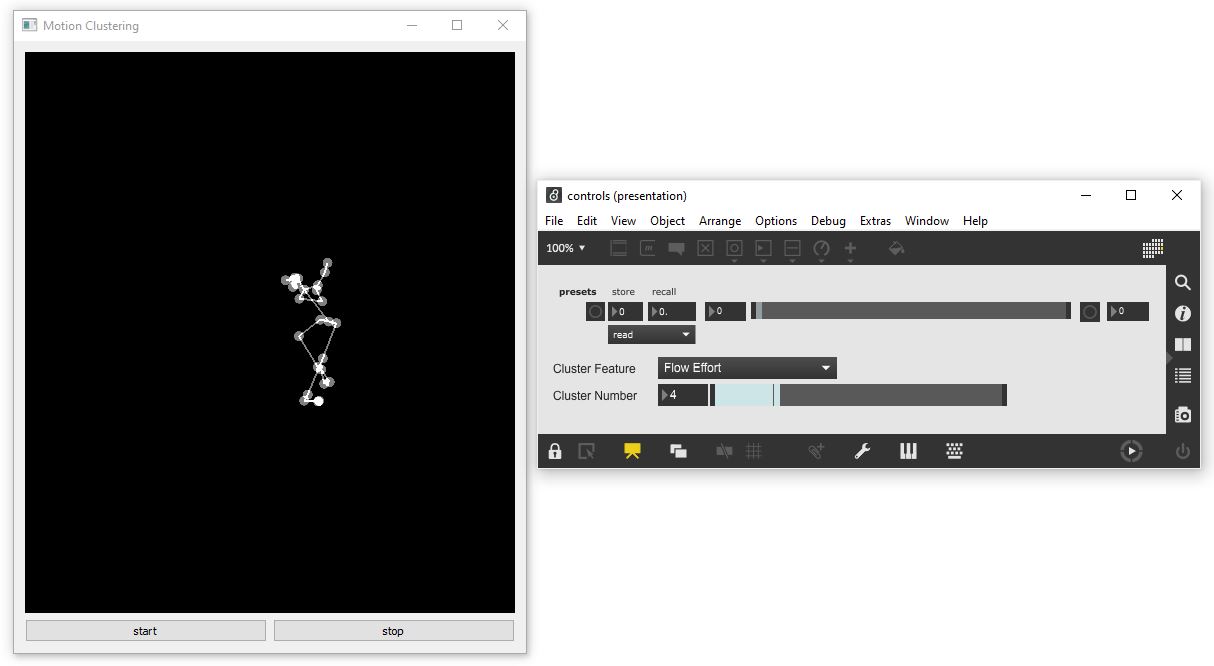 Motion Clustering
start stop
controls (presentation)
File Edit View Object Arrange Options Debug Extras Window Help
100%
presets store recall
0 0. 0 0
read
Cluster Feature Flow Effort
Cluster Number 4